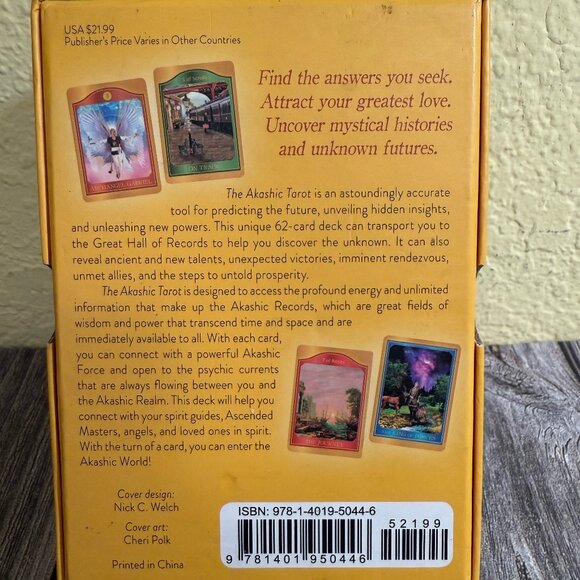 USA $21.99
Publisher's Price Varies in Other Countries
Find the answers you seek.
Attract your greatest love.
Uncover mystical histories
and unknown futures.
ARCHANGEL GABRIEL
The Akashic Tarot is an astoundingly accurate
tool for predicting the future, unveiling hidden insights,
and unleashing new powers. This unique 62-card deck can transport you to
the Great Hall of Records to help you discover the unknown. It can also
reveal ancient and new talents, unexpected victories, imminent rendezvous,
unmet allies, and the steps to untold prosperity.
The Akashic Tarot is designed to access the profound energy and unlimited
information that make up the Akashic Records, which are great fields of
wisdom and power that transcend time and space and are
immediately available to all. With each card,
you can connect with a powerful Akashic
Force and open to the psychic currents
that are always flowing between you and
the Akashic Realm. This deck will help you
connect with your spirit guides, Ascended
Masters, angels, and loved ones in spirit.
With the turn of a card, you can enter the
Akashic World!
THE JOURNEY
Cover design:
Nick C. Welch
Cover art:
Cheri Polk
Printed in China
ISBN: 978-1-4019-5044-6
52199
9 781401 950446